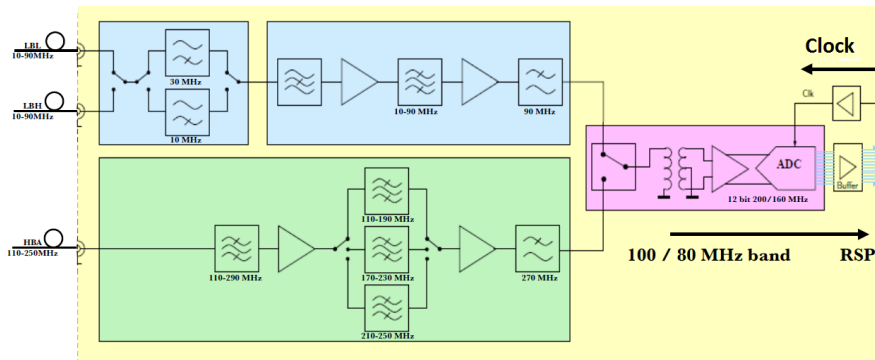 LBL
10-90MHz
LBH
10-90MHz
30 MHz
10 MHz
10-90 MHz
90 MHz
Clock
Clk
ADC
12 bit 200/160 MHz
Buffer
HBA
110-250MHz
110-290 MHz
110-190 MHz
170-230 MHz
210-250 MHz
270 MHz
100 / 80 MHz band
RSP